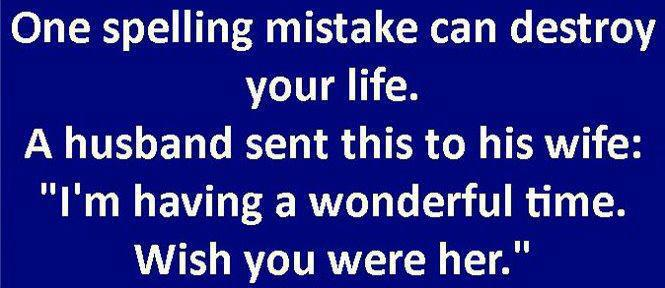 One spelling mistake can destroy
your life.
A husband sent this to his wife:
"I'm having a wonderful time.
Wish you were her."